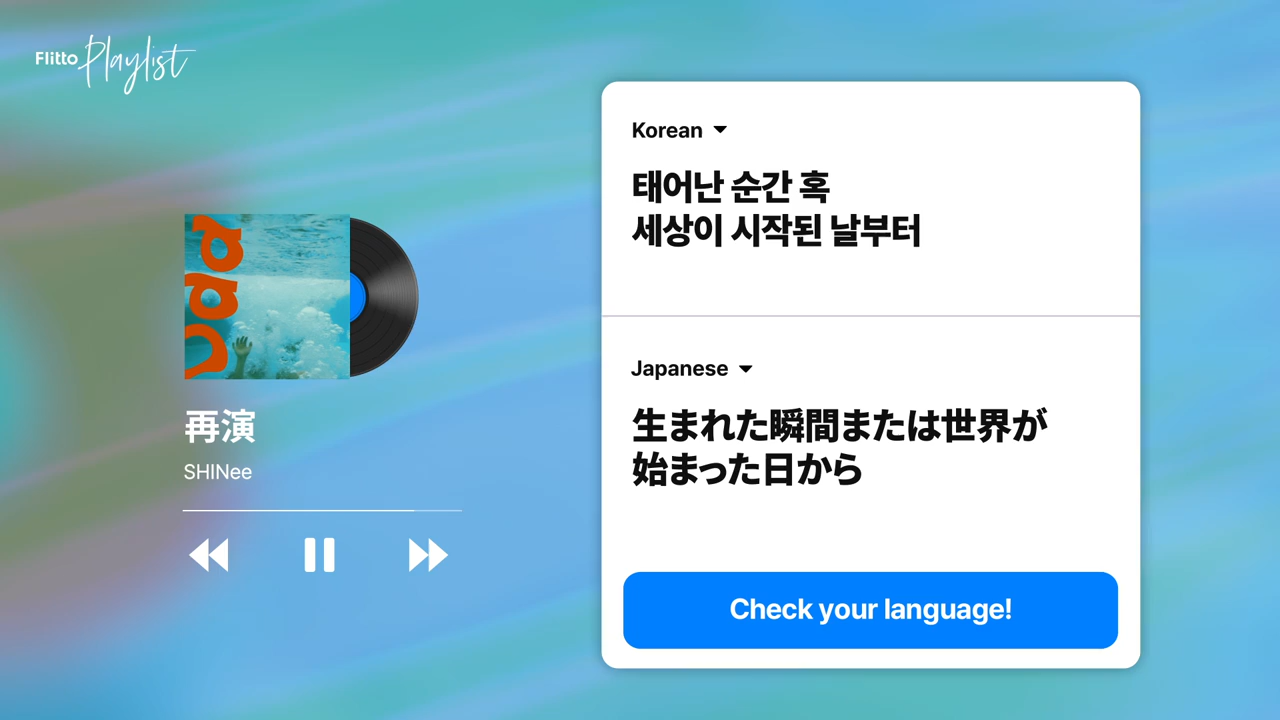 Flitto Playlist
Odd
再演
SHINee
Korean
태어난 순간 혹
세상이 시작된 날부터
Japanese
生まれた瞬間または世界が
始まった日から
Check your language!